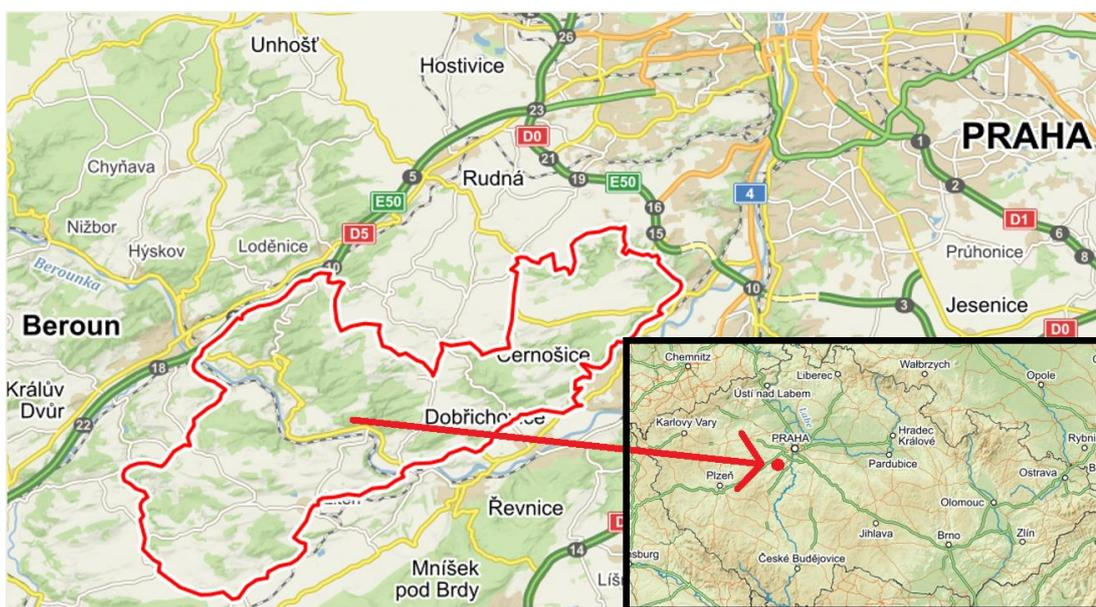 Unhošť
Hostivice
26
23
D0
PRAHA
1
Chyňava
5
Rudná
21
19
E50
16
4
2
E50
D1
Nižbor
D5
15
6
Hýskov
Loděnice
Průhonice
8
Berounka
10
10
3
Jesenice
Beroun
D0
18
Černošice
Králův
Dvůr
Dobřichovice
22
Řevnice
14
Mníšek
pod Brdy
Chemnitz
Liberec
Wałbrzych
Opole
Ústí nad Labem
Labe
Karlovy Vary
PRAHA
Hradec
Králové
Plzeň
Pardubice
Ostrava
Olomouc
Jihlava
Brno
Zlín
České Budějovice